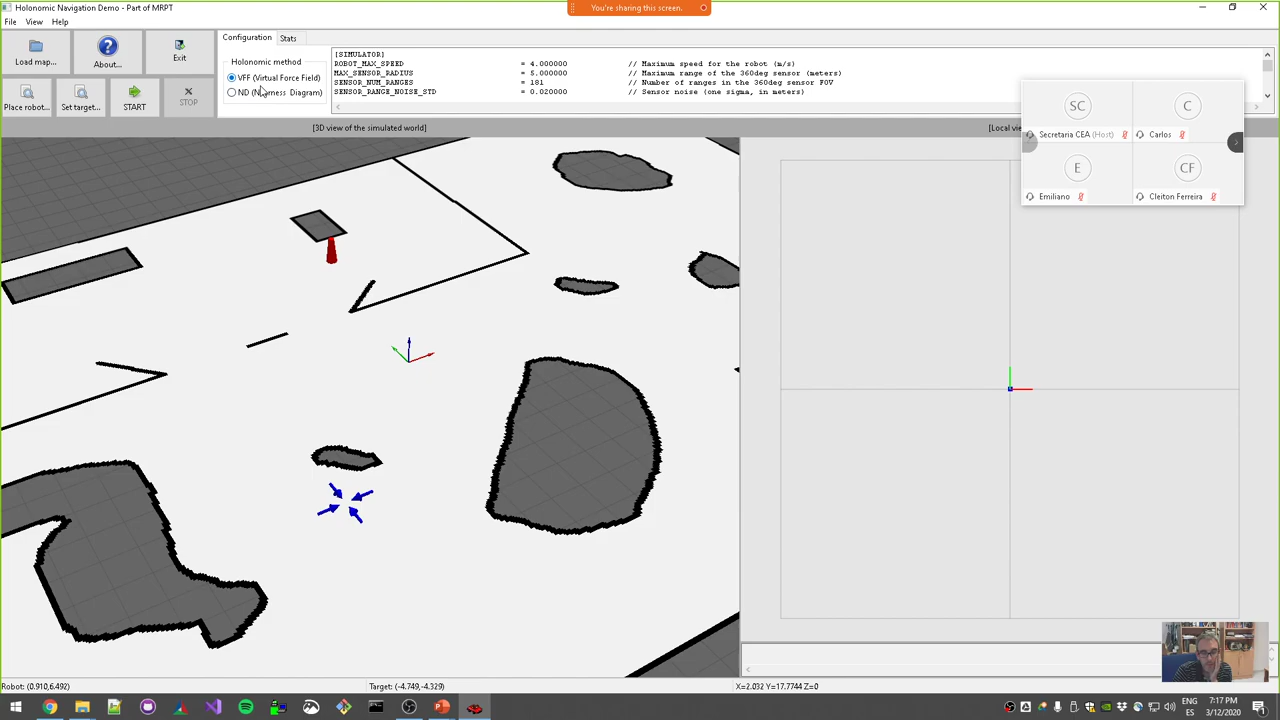 Holonomic Navigation Demo - Part of MRPT
You're sharing this screen.
File View Help
Load map...
About...
Exit
Place robot...
Set target...
START
STOP
Configuration
Stats
Holonomic method
VFF (Virtual Force Field)
ND (Nearness Diagram)
[SIMULATOR]
ROBOT_MAX_SPEED = 4.000000 // Maximum speed for the robot (m/s)
MAX_SENSOR_RADIUS = 5.000000 // Maximum range of the 360deg sensor (meters)
SENSOR_NUM_RANGES = 181 // Number of ranges in the 360deg sensor FOV
SENSOR_RANGE_NOISE_STD = 0.020000 // Sensor noise (one sigma, in meters)
[3D view of the simulated world]
[Local
SC
Secretaria CEA (Host)
C
Carlos
E
Emiliano
CF
Cleiton Ferreira
Robot: (0.910,6.492)
Target: (-4.749,-4.329)
X=2.032 Y=17.7744 Z=0
ENG
ES
7:17 PM
3/12/2020
1